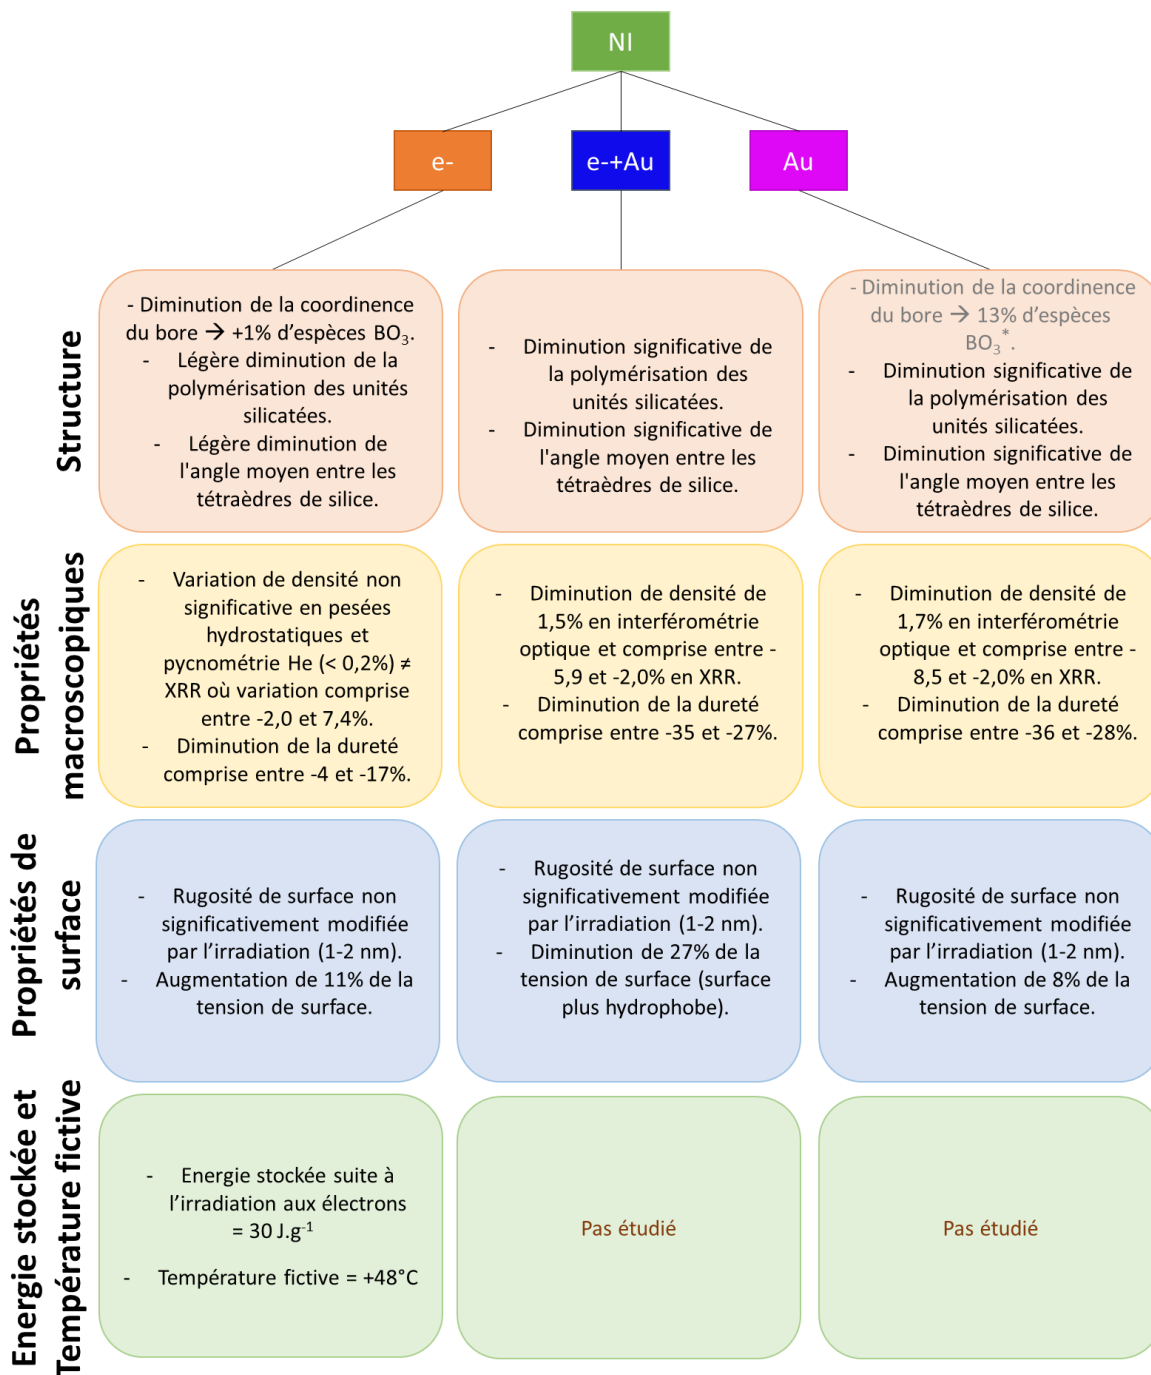 NI
e-
e-+Au
Au
Structure
- Diminution de la coordinence
du bore → +1% d’espèces BO₃.
- Légère diminution de la
polymérisation des unités
silicatées.
- Légère diminution de
l'angle moyen entre les
tétraèdres de silice.
- Diminution significative de
la polymérisation des
unités silicatées.
- Diminution significative de
l'angle moyen entre les
tétraèdres de silice.
- Diminution de la coordinence
du bore → 13% d’espèces
BO₃*.
- Diminution significative de
la polymérisation des
unités silicatées.
- Diminution significative de
l'angle moyen entre les
tétraèdres de silice.
Propriétés
macroscopiques
- Variation de densité non
significative en pesées
hydrostatiques et
pycnométrie He (< 0,2%) ≠
XRR où variation comprise
entre -2,0 et 7,4%.
- Diminution de la dureté
comprise entre -4 et -17%.
- Diminution de densité de
1,5% en interférométrie
optique et comprise entre -
5,9 et -2,0% en XRR.
- Diminution de la dureté
comprise entre -35 et -27%.
- Diminution de densité de
1,7% en interférométrie
optique et comprise entre -
8,5 et -2,0% en XRR.
- Diminution de la dureté
comprise entre -36 et -28%.
Propriétés de
surface
- Rugosité de surface non
significativement modifiée
par l’irradiation (1-2 nm).
- Augmentation de 11% de la
tension de surface.
- Rugosité de surface non
significativement modifiée
par l’irradiation (1-2 nm).
- Diminution de 27% de la
tension de surface (surface
plus hydrophobe).
- Rugosité de surface non
significativement modifiée
par l’irradiation (1-2 nm).
- Augmentation de 8% de la
tension de surface.
Energie stockée et
Température fictive
- Energie stockée suite à
l’irradiation aux électrons
= 30 J.g⁻¹
- Température fictive = +48°C
Pas étudié
Pas étudié